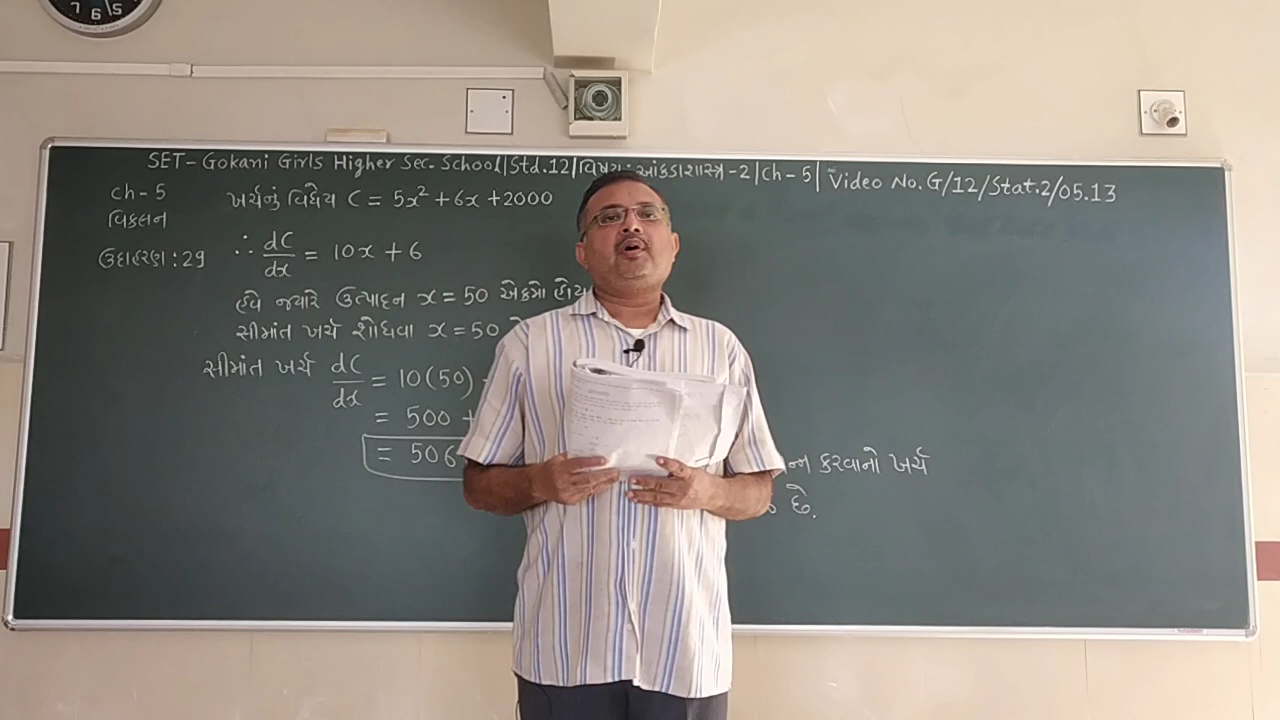 SET- Gokani Girls Higher Sec. School|Std.12|વિષય: આંકડાશાસ્ત્ર -2|Ch-5| Video No.G/12/Stat.2/05.13
Ch-5
વિકલન
ઉદાહરણ : 29
ખર્ચનું વિધેય C = 5x² + 6x + 2000
∴ dC/dx = 10x + 6
હવે જ્યારે ઉત્પાદન x = 50 એકમો હોય
સીમાંત ખર્ચ શોધવા x = 50
સીમાંત ખર્ચ dC/dx = 10(50)
= 500 +
= 506
કરવાનો ખર્ચ
છે.